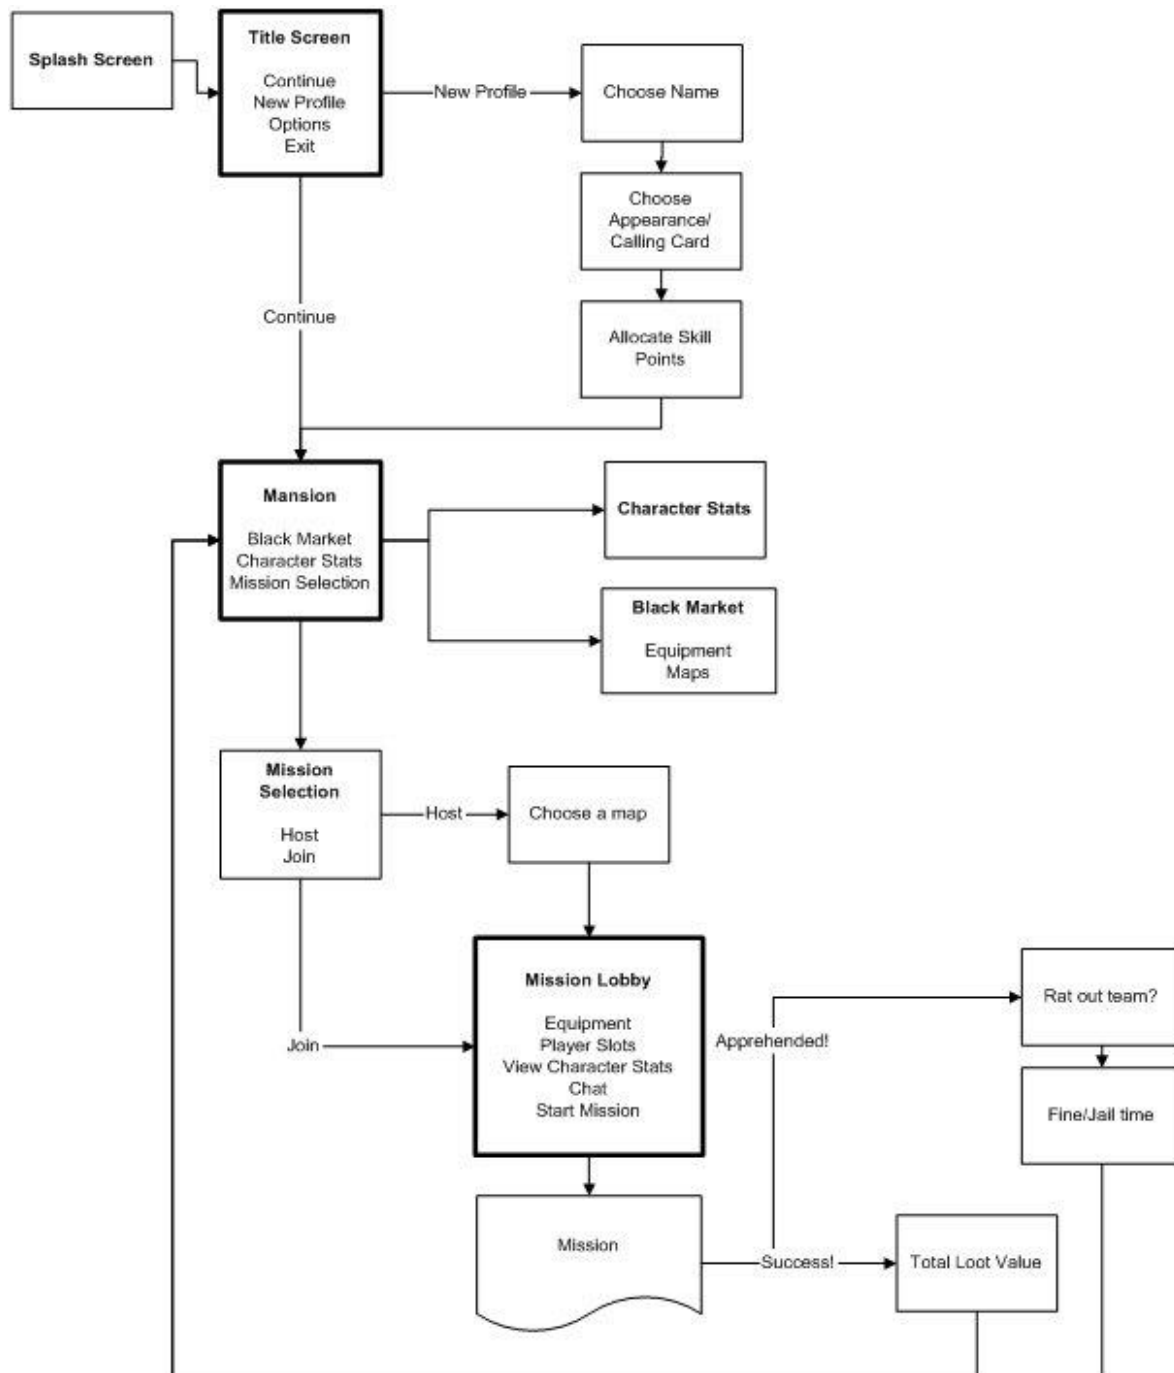 Splash Screen
Title Screen
Continue
New Profile
Options
Exit
New Profile
Choose Name
Choose
Appearance/
Calling Card
Continue
Allocate Skill
Points
Mansion
Black Market
Character Stats
Mission Selection
Character Stats
Black Market
Equipment
Maps
Mission
Selection
Host
Join
Host
Choose a map
Mission Lobby
Equipment
Player Slots
View Character Stats
Chat
Start Mission
Join
Apprehended!
Rat out team?
Fine/Jail time
Mission
Success!
Total Loot Value